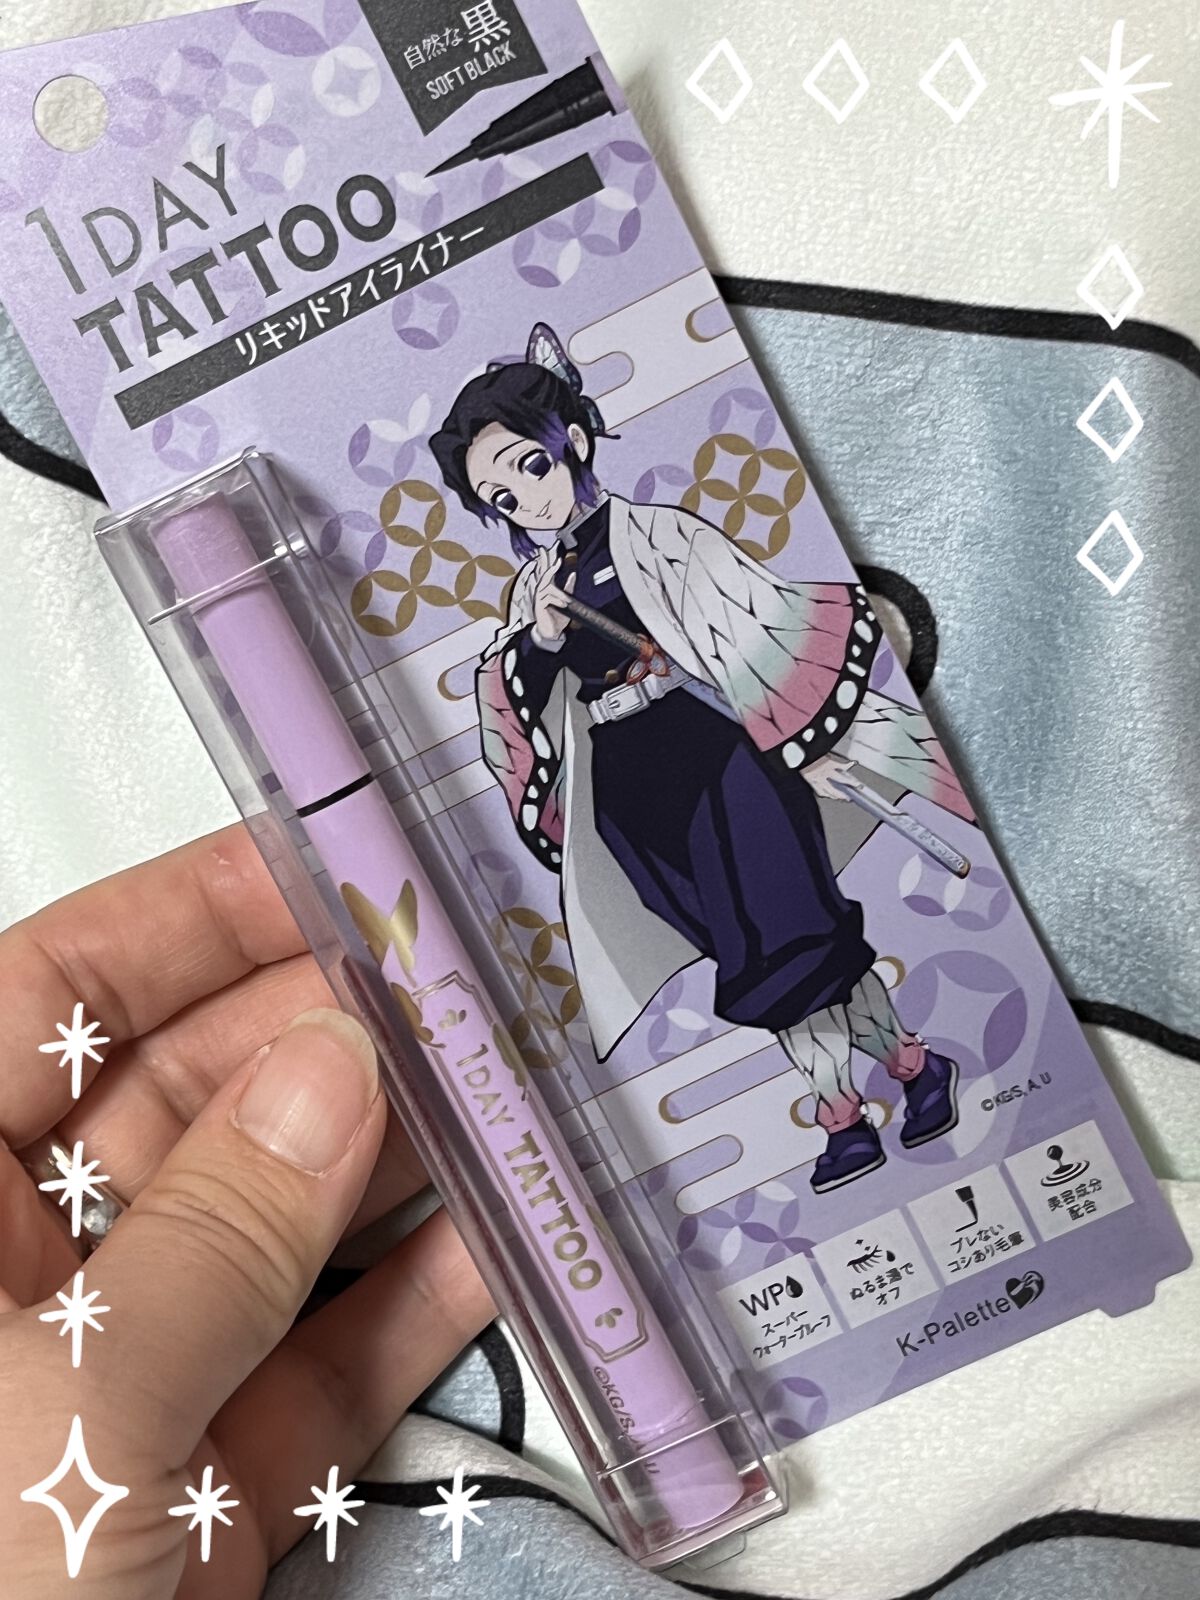 自然な黒
SOFT BLACK
1DAY
TATTOO
リキッドアイライナー
1DAY TATTOO
©KG/S, A, U
©KG/S, A, U
WP
スーパー
ウォータープルーフ
ぬるま湯で
オフ
ブレない
コシあり毛筆
美容成分
配合
K-Palette